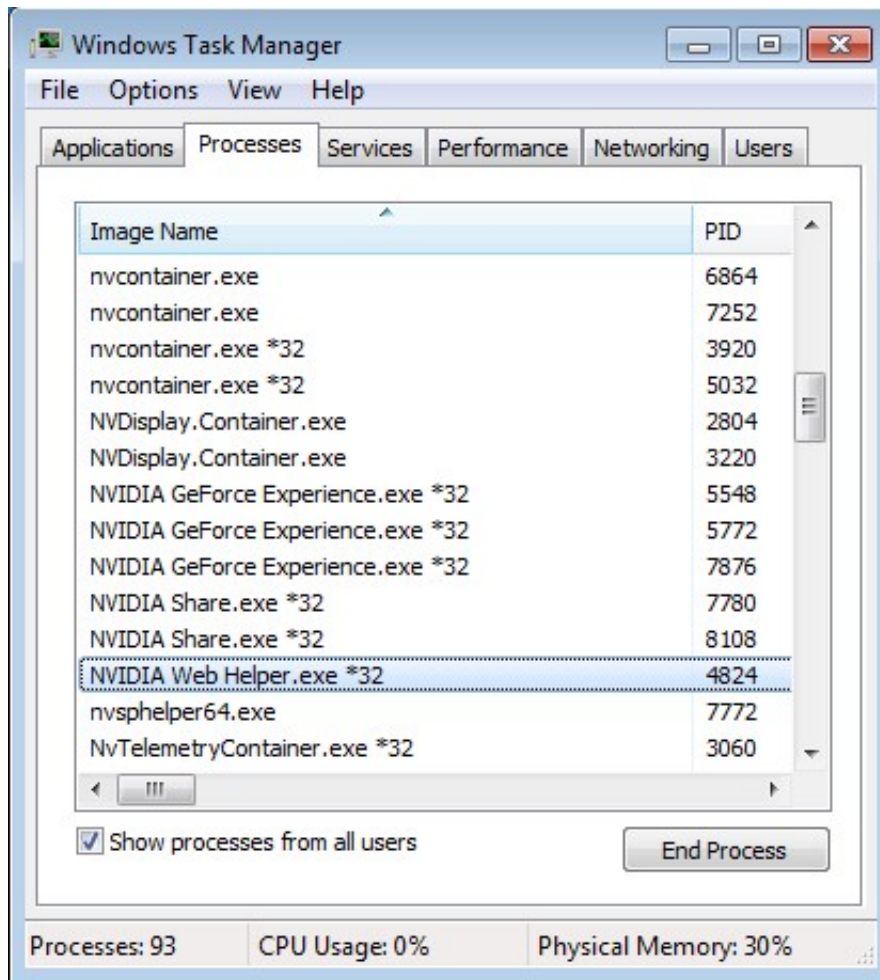 Windows Task Manager
File Options View Help
Applications Processes Services Performance Networking Users
Image Name PID
nvcontainer.exe 6864
nvcontainer.exe 7252
nvcontainer.exe *32 3920
nvcontainer.exe *32 5032
NVDisplay.Container.exe 2804
NVDisplay.Container.exe 3220
NVIDIA GeForce Experience.exe *32 5548
NVIDIA GeForce Experience.exe *32 5772
NVIDIA GeForce Experience.exe *32 7876
NVIDIA Share.exe *32 7780
NVIDIA Share.exe *32 8108
NVIDIA Web Helper.exe *32 4824
nvsphelper64.exe 7772
NvTelemetryContainer.exe *32 3060
Show processes from all users End Process
Processes: 93 CPU Usage: 0% Physical Memory: 30%